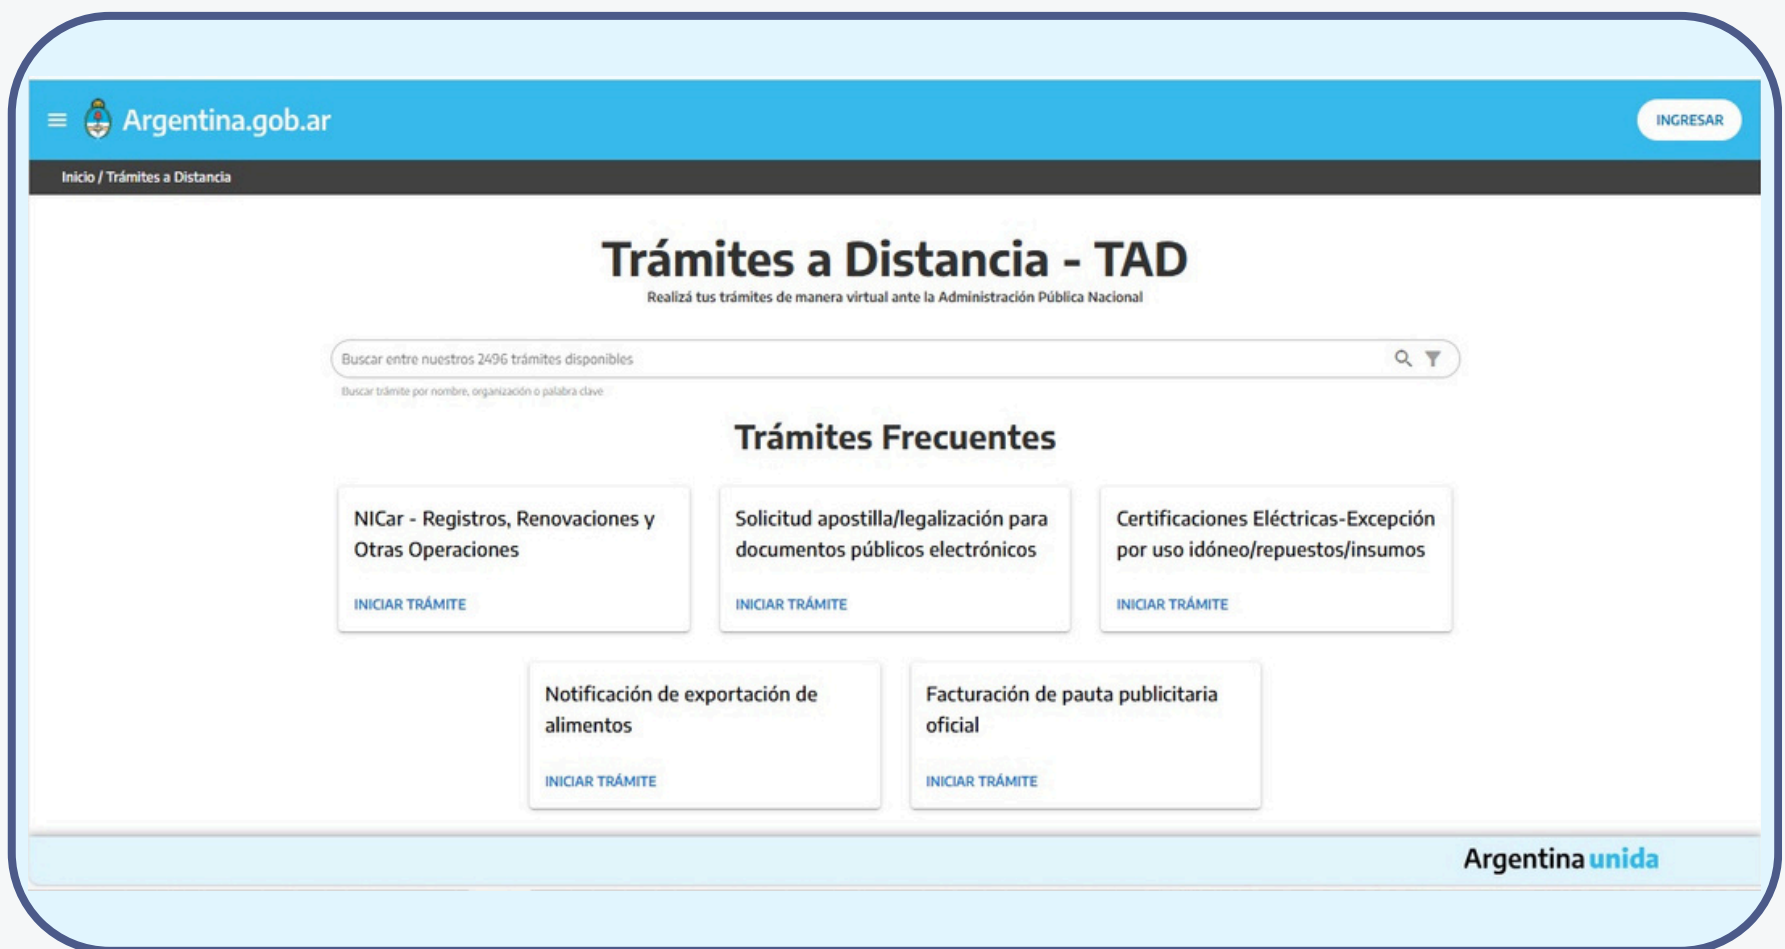 Argentina.gob.ar
INGRESAR
Inicio / Trámites a Distancia
Trámites a Distancia - TAD
Realizá tus trámites de manera virtual ante la Administración Pública Nacional
Buscar entre nuestros 2496 trámites disponibles
Buscar trámite por nombre, organización o palabra clave
Trámites Frecuentes
NICar - Registros, Renovaciones y
Otras Operaciones
INICIAR TRÁMITE
Solicitud apostilla/legalización para
documentos públicos electrónicos
INICIAR TRÁMITE
Certificaciones Eléctricas-Excepción
por uso idóneo/repuestos/insumos
INICIAR TRÁMITE
Notificación de exportación de
alimentos
INICIAR TRÁMITE
Facturación de pauta publicitaria
oficial
INICIAR TRÁMITE
Argentina unida